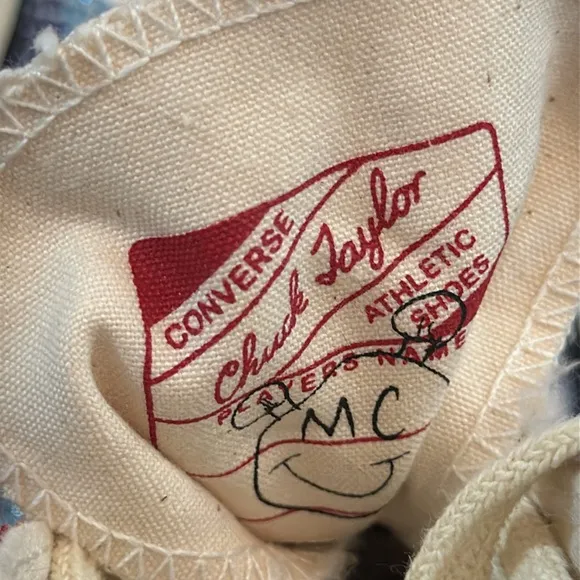 CONVERSE
Chuck Taylor
ATHLETIC
SHOES
PLAYERS NAME
MC